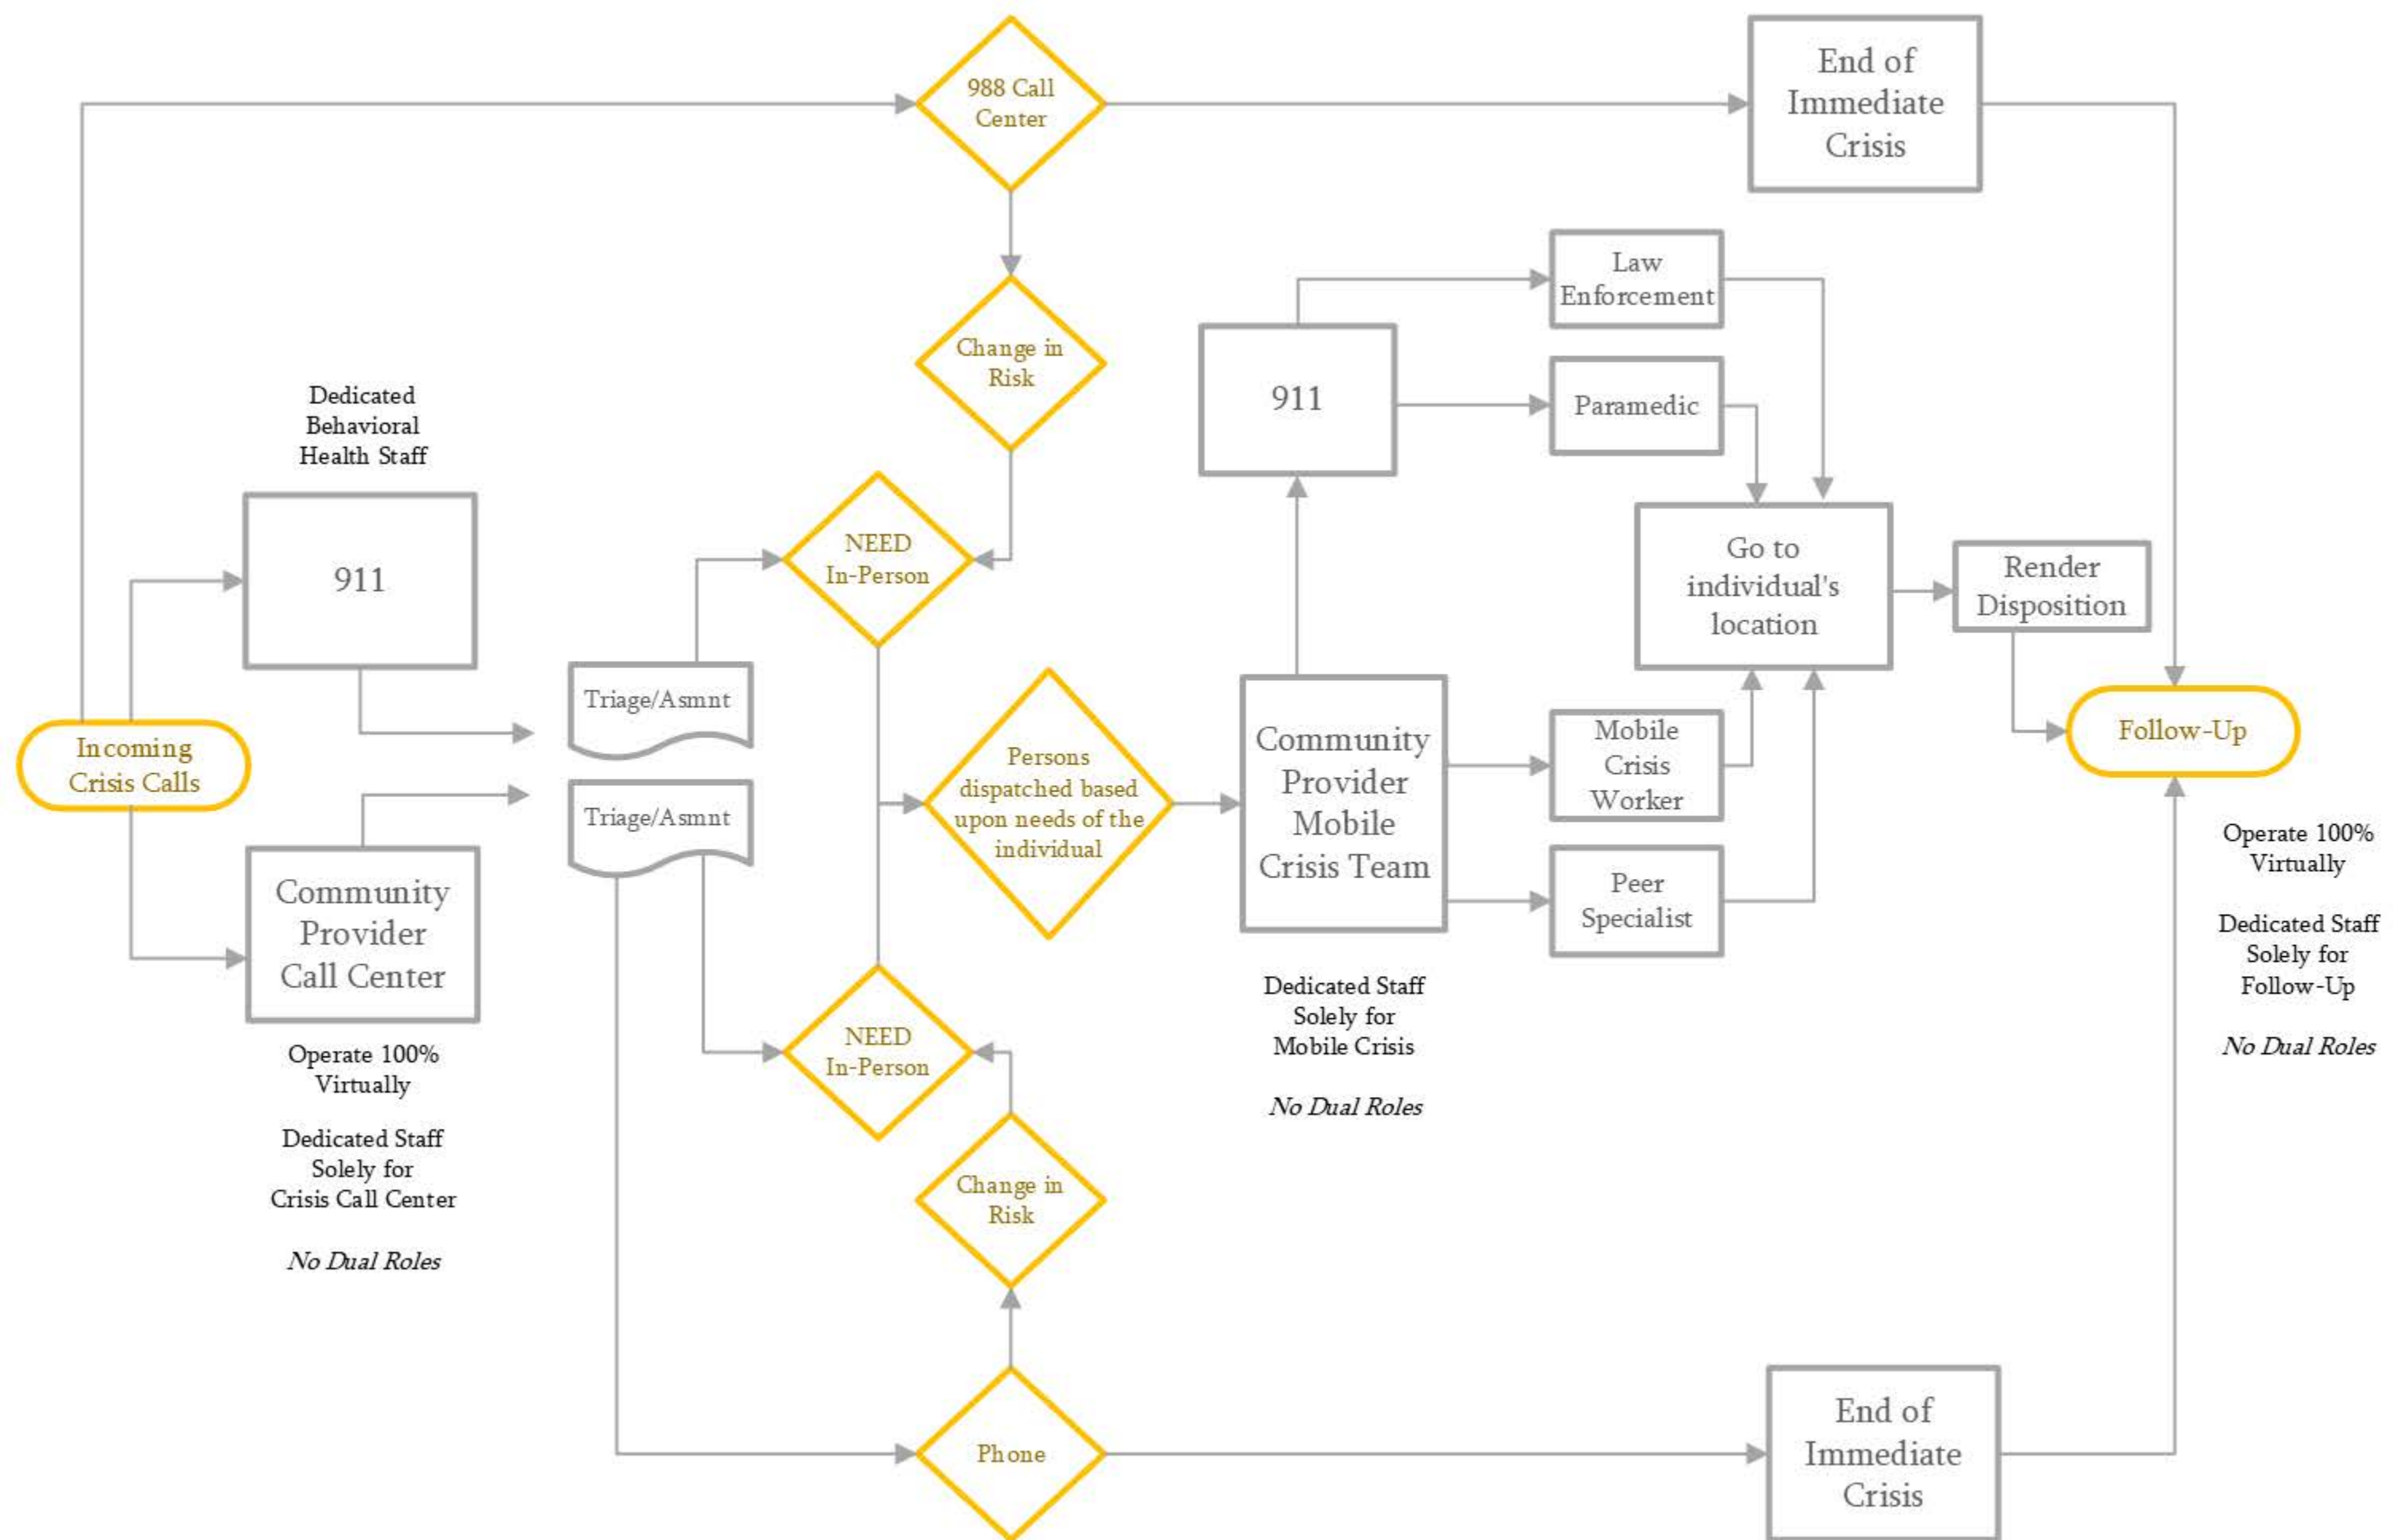 988 Call
Center
End of
Immediate
Crisis
Change in
Risk
Law
Enforcement
911
Paramedic
Dedicated
Behavioral
Health Staff
911
NEED
In-Person
Go to
individual's
location
Render
Disposition
Triage/Asmnt
Incoming
Crisis Calls
Triage/Asmnt
Persons
dispatched based
upon needs of the
individual
Community
Provider
Mobile
Crisis Team
Mobile
Crisis
Worker
Peer
Specialist
Follow-Up
Community
Provider
Call Center
Operate 100%
Virtually
Dedicated Staff
Solely for
Crisis Call Center
No Dual Roles
NEED
In-Person
Change in
Risk
Dedicated Staff
Solely for
Mobile Crisis
No Dual Roles
Operate 100%
Virtually
Dedicated Staff
Solely for
Follow-Up
No Dual Roles
Phone
End of
Immediate
Crisis